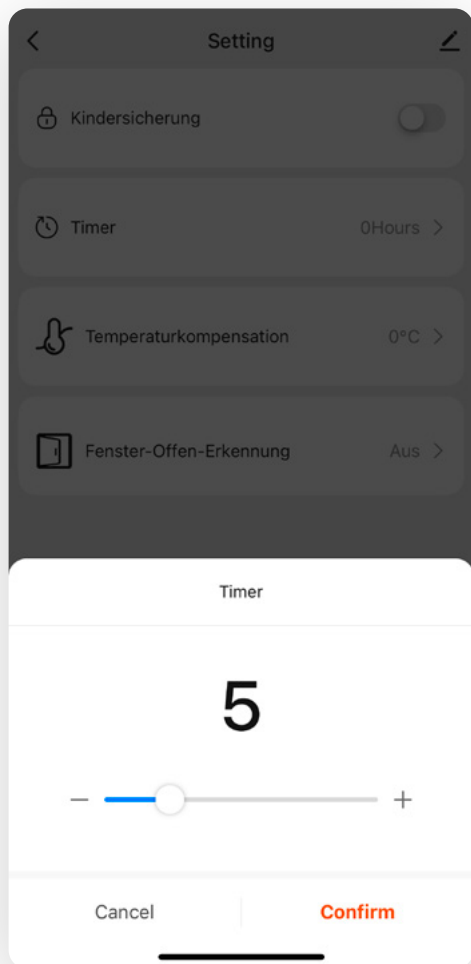 Setting
Kindersicherung
Timer 0Hours
Temperaturkompensation 0°C
Fenster-Offen-Erkennung Aus
Timer
5
Cancel Confirm